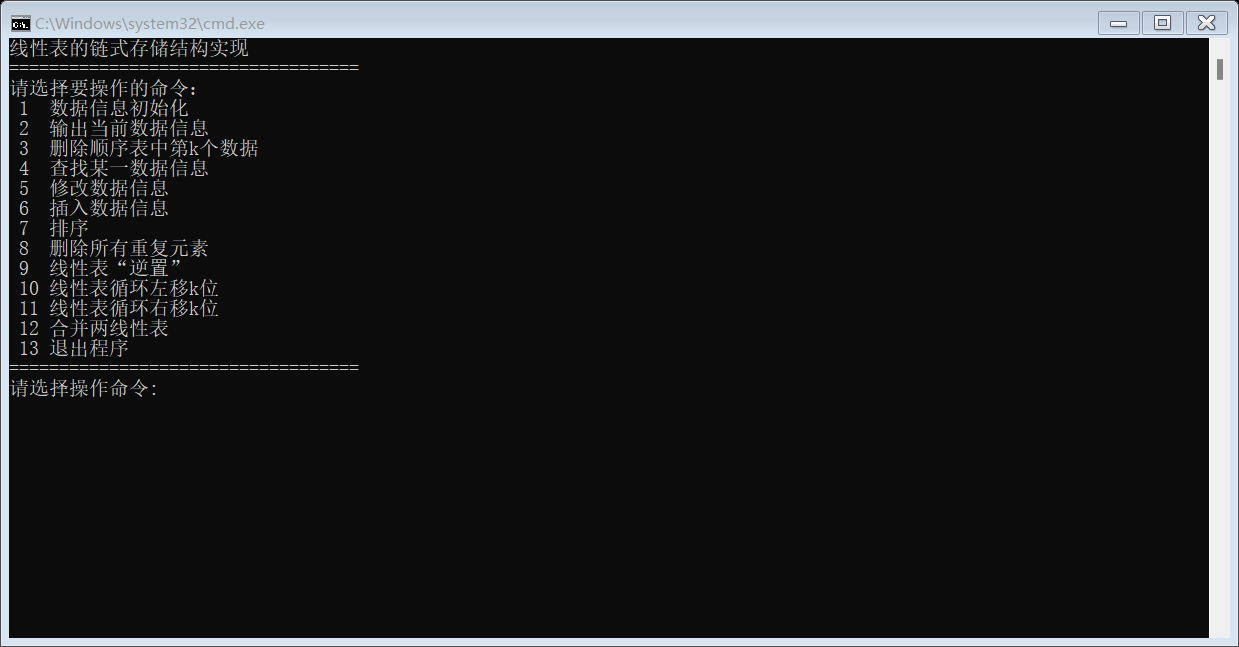 C:\Windows\system32\cmd.exe
线性表的链式存储结构实现
===================================
请选择要操作的命令:
1 数据信息初始化
2 输出当前数据信息
3 删除顺序表中第k个数据
4 查找某一数据信息
5 修改数据信息
6 插入数据信息
7 排序
8 删除所有重复元素
9 线性表“逆置”
10 线性表循环左移k位
11 线性表循环右移k位
12 合并两线性表
13 退出程序
===================================
请选择操作命令: